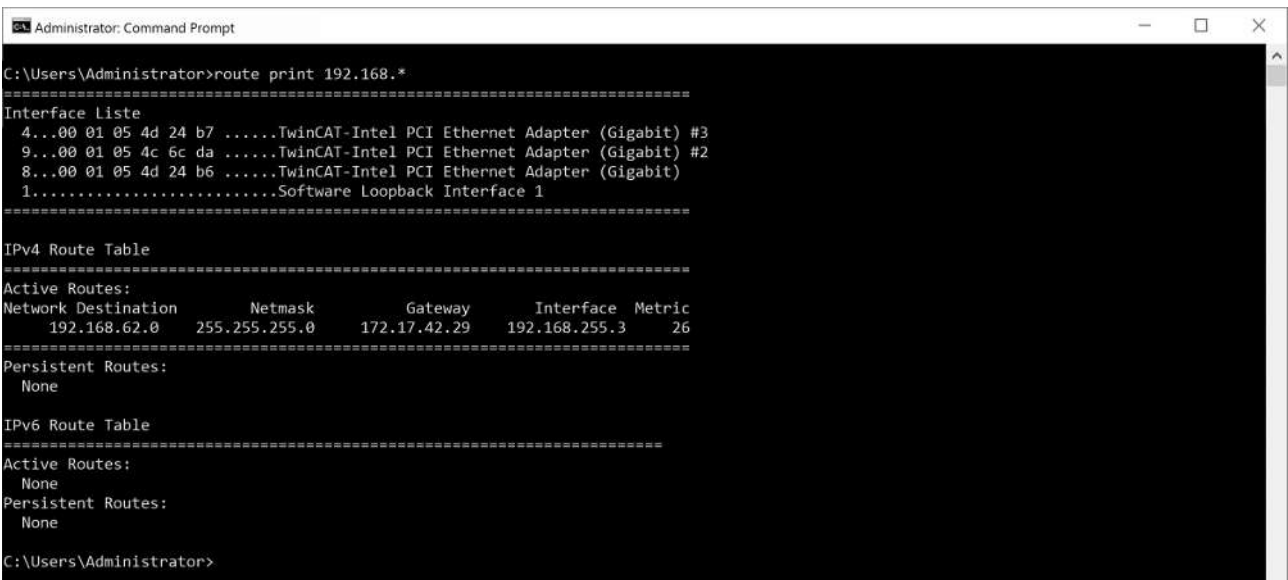 Administrator: Command Prompt
C:\Users\Administrator>route print 192.168.*
===========================================================================
Interface Liste
  4...00 01 05 4d 24 b7 ......TwinCAT-Intel PCI Ethernet Adapter (Gigabit) #3
  9...00 01 05 4c 6c da ......TwinCAT-Intel PCI Ethernet Adapter (Gigabit) #2
  8...00 01 05 4d 24 b6 ......TwinCAT-Intel PCI Ethernet Adapter (Gigabit)
  1...........................Software Loopback Interface 1
===========================================================================
IPv4 Route Table
===========================================================================
Active Routes:
Network Destination        Netmask          Gateway       Interface  Metric
     192.168.62.0    255.255.255.0     172.17.42.29    192.168.255.3     26
===========================================================================
Persistent Routes:
  None
IPv6 Route Table
========================================================================
Active Routes:
  None
Persistent Routes:
  None
C:\Users\Administrator>